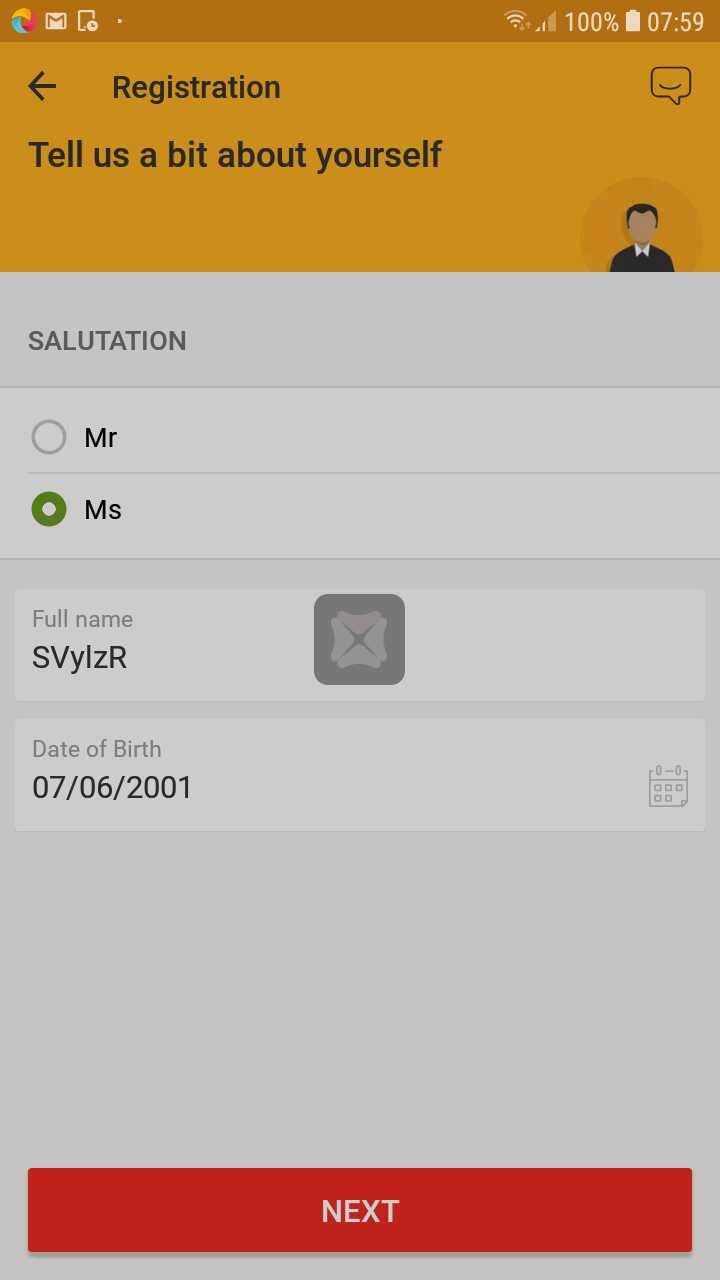 100% 07:59
Registration
Tell us a bit about yourself
SALUTATION
Mr
Ms
Full name
SVylzR
Date of Birth
07/06/2001
NEXT